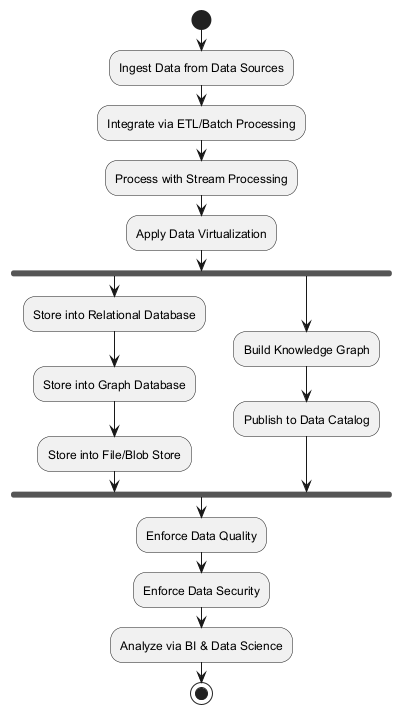 Ingest Data from Data Sources
Integrate via ETL/Batch Processing
Process with Stream Processing
Apply Data Virtualization
Store into Relational Database
Store into Graph Database
Store into File/Blob Store
Build Knowledge Graph
Publish to Data Catalog
Enforce Data Quality
Enforce Data Security
Analyze via BI & Data Science